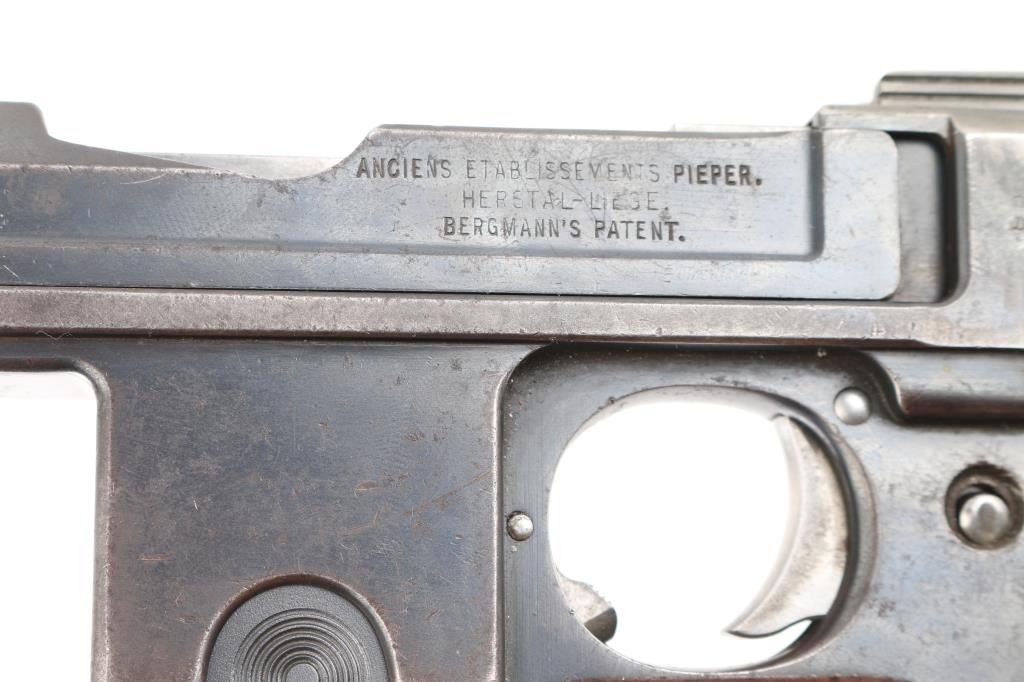 ANCIENS ETABLISSEMENTS PIEPER.
HERSTAL-LIEGE.
BERGMANN'S PATENT.